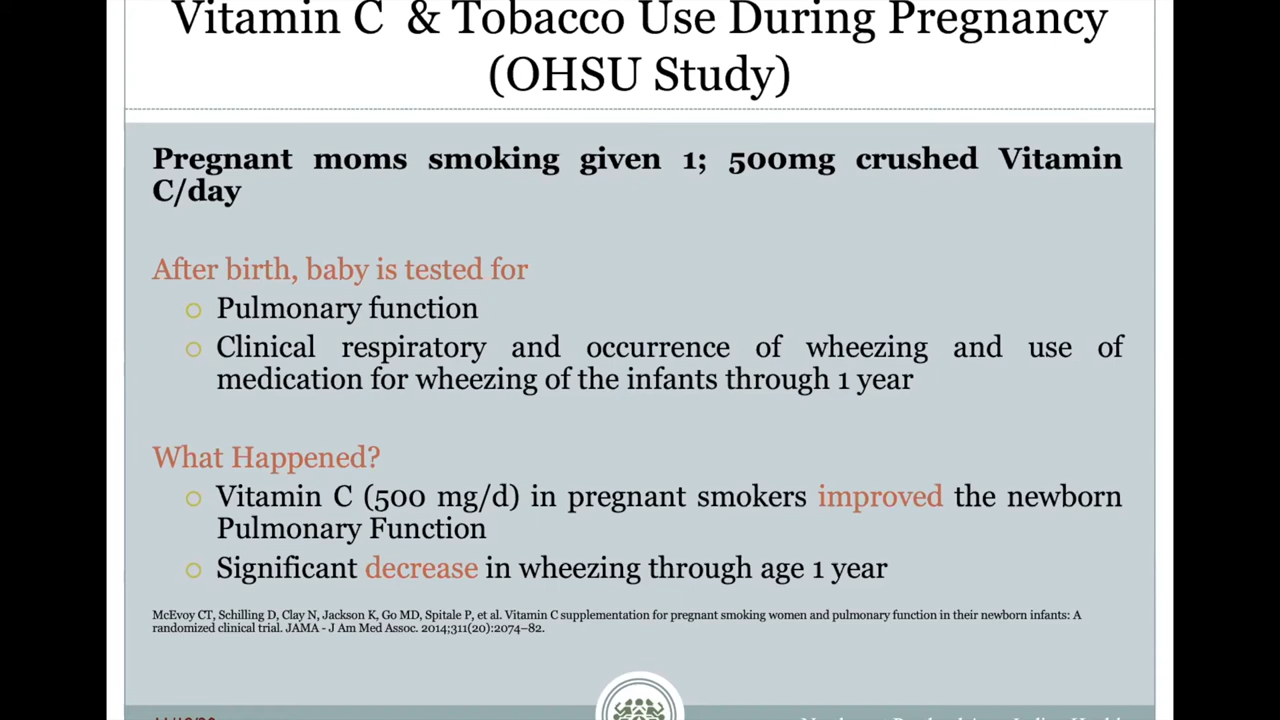 Vitamin C & Tobacco Use During Pregnancy
(OHSU Study)
Pregnant moms smoking given 1; 500mg crushed Vitamin
C/day
After birth, baby is tested for
Pulmonary function
Clinical respiratory and occurrence of wheezing and use of
medication for wheezing of the infants through 1 year
What Happened?
Vitamin C (500 mg/d) in pregnant smokers improved the newborn
Pulmonary Function
Significant decrease in wheezing through age 1 year
McEvoy CT, Schilling D, Clay N, Jackson K, Go MD, Spitale P, et al. Vitamin C supplementation for pregnant smoking women and pulmonary function in their newborn infants: A
randomized clinical trial. JAMA - J Am Med Assoc. 2014;311(20):2074–82.